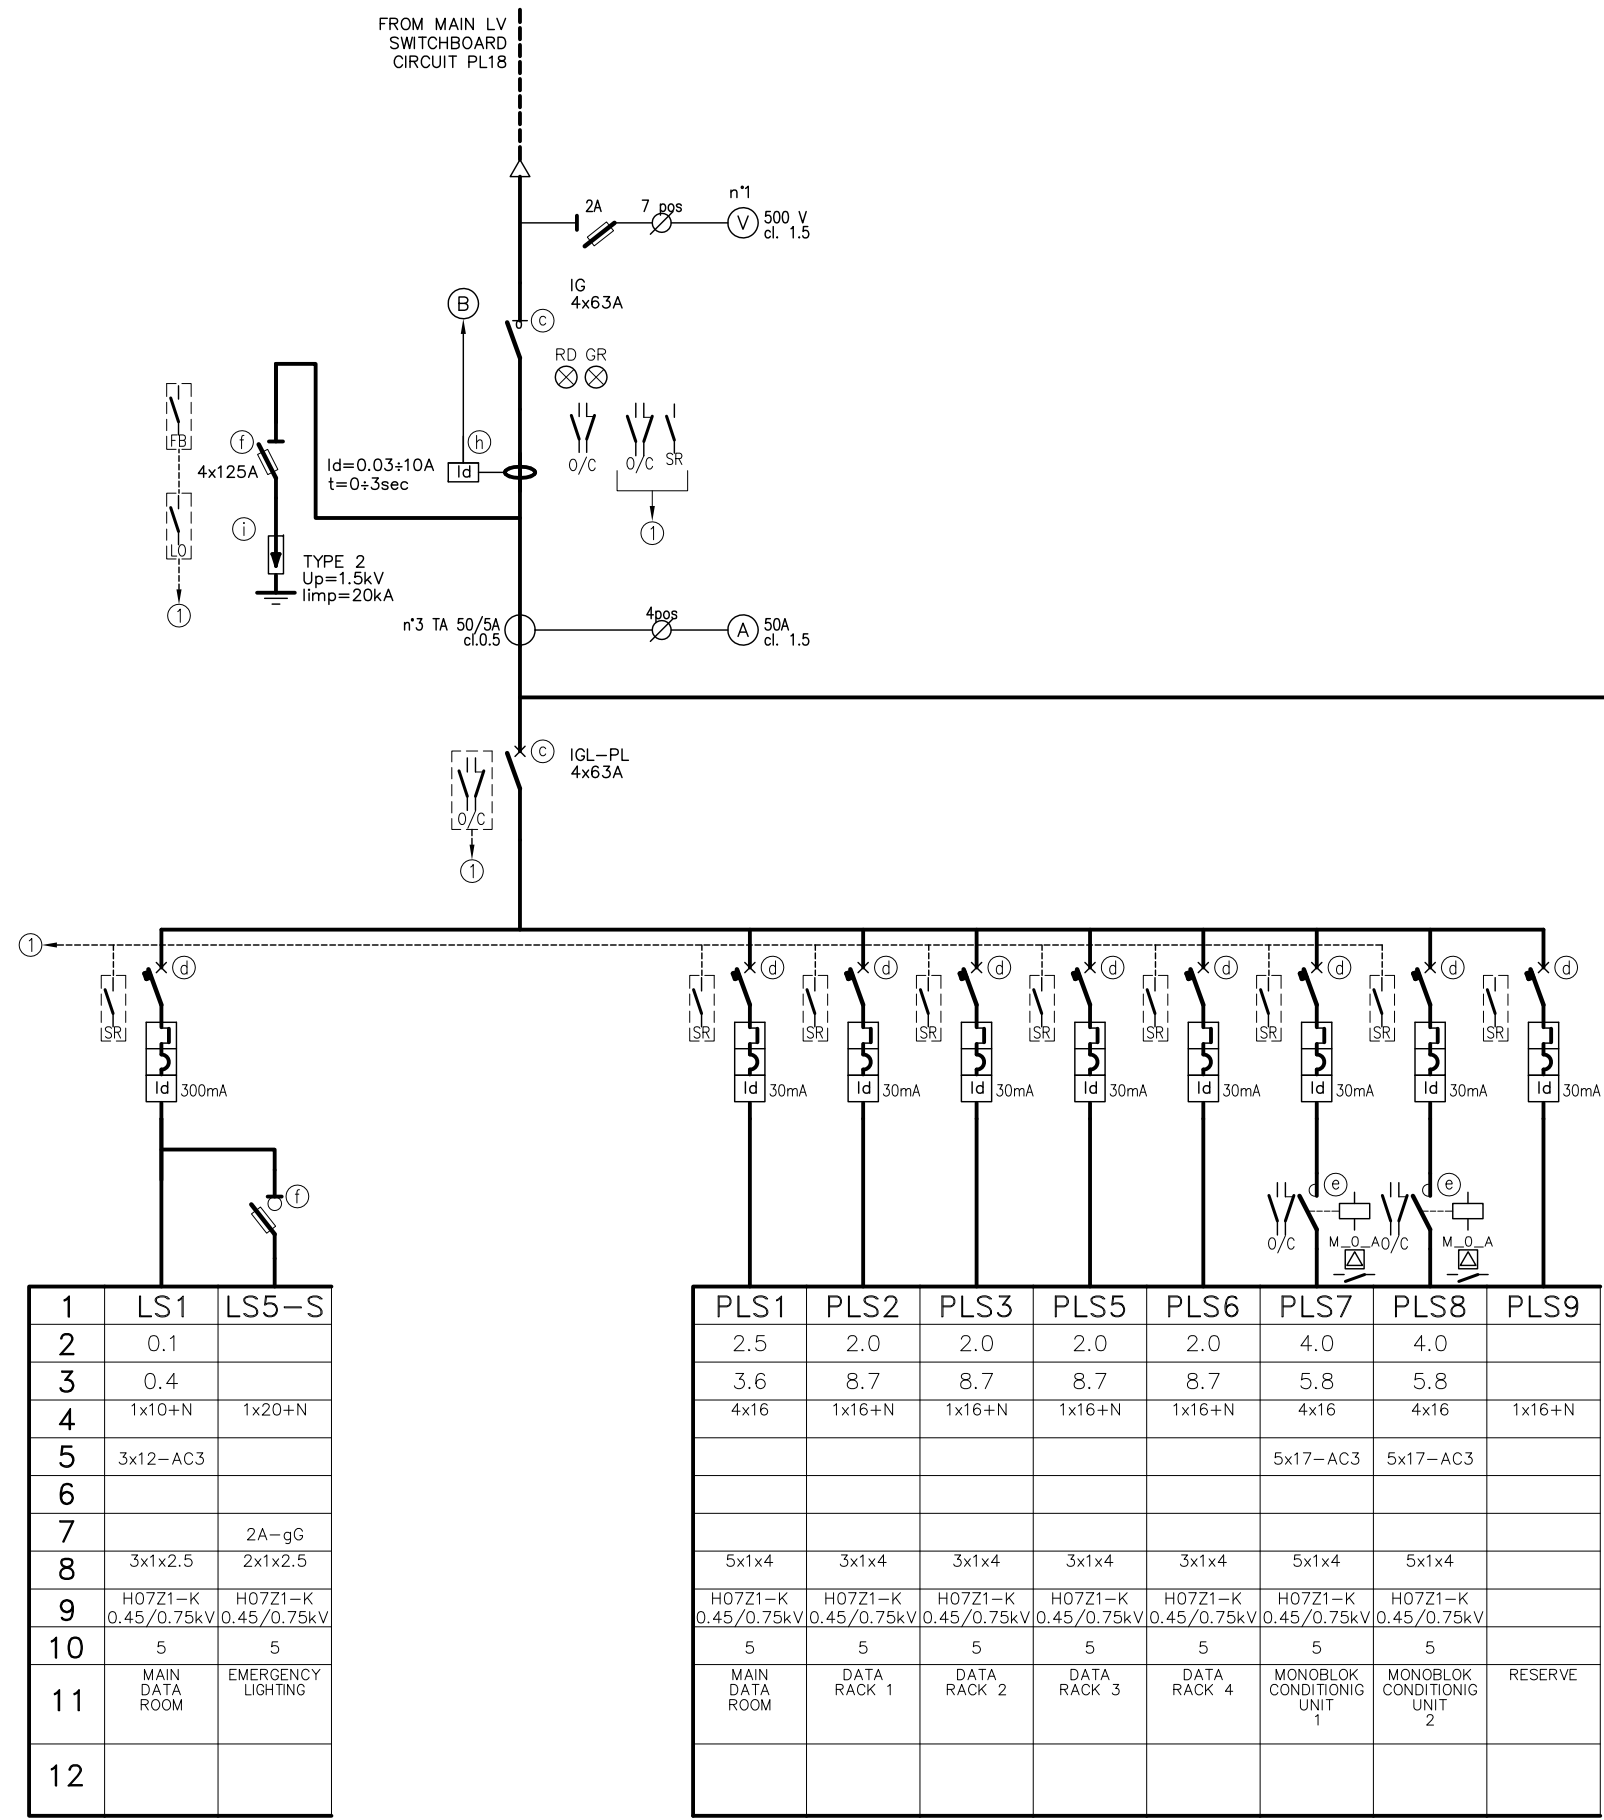 FROM MAIN LV
SWITCHBOARD
CIRCUIT PL18
n°1
2A
7 pos
V
500 V
cl. 1.5
IG
4x63A
B
c
RD GR
FB
f
4x125A
h
Id=0.03÷10A
t=0÷3sec
Id
O/C
O/C
SR
1
LO
i
TYPE 2
Up=1.5kV
Iimp=20kA
1
n°3 TA 50/5A
cl.0.5
4pos
A
50A
cl. 1.5
c
IGL-PL
4x63A
O/C
1
1
d d d d d d d d d
SR SR SR SR SR SR SR SR SR
Id 300mA Id 30mA Id 30mA Id 30mA Id 30mA Id 30mA Id 30mA Id 30mA Id 30mA
f
e e
O/C M_0_A O/C M_0_A
1 LS1 LS5-S PLS1 PLS2 PLS3 PLS5 PLS6 PLS7 PLS8 PLS9
2 0.1 2.5 2.0 2.0 2.0 2.0 4.0 4.0
3 0.4 3.6 8.7 8.7 8.7 8.7 5.8 5.8
4 1x10+N 1x20+N 4x16 1x16+N 1x16+N 1x16+N 1x16+N 4x16 4x16 1x16+N
5 3x12-AC3 5x17-AC3 5x17-AC3
6
7 2A-gG
8 3x1x2.5 2x1x2.5 5x1x4 3x1x4 3x1x4 3x1x4 3x1x4 5x1x4 5x1x4
9 H07Z1-K H07Z1-K H07Z1-K H07Z1-K H07Z1-K H07Z1-K H07Z1-K H07Z1-K H07Z1-K
0.45/0.75kV 0.45/0.75kV 0.45/0.75kV 0.45/0.75kV 0.45/0.75kV 0.45/0.75kV 0.45/0.75kV 0.45/0.75kV 0.45/0.75kV
10 5 5 5 5 5 5 5 5 5
11 MAIN EMERGENCY MAIN DATA DATA DATA DATA MONOBLOK MONOBLOK RESERVE
DATA LIGHTING DATA RACK 1 RACK 2 RACK 3 RACK 4 CONDITIONIG CONDITIONIG
ROOM ROOM UNIT UNIT
1 2
12